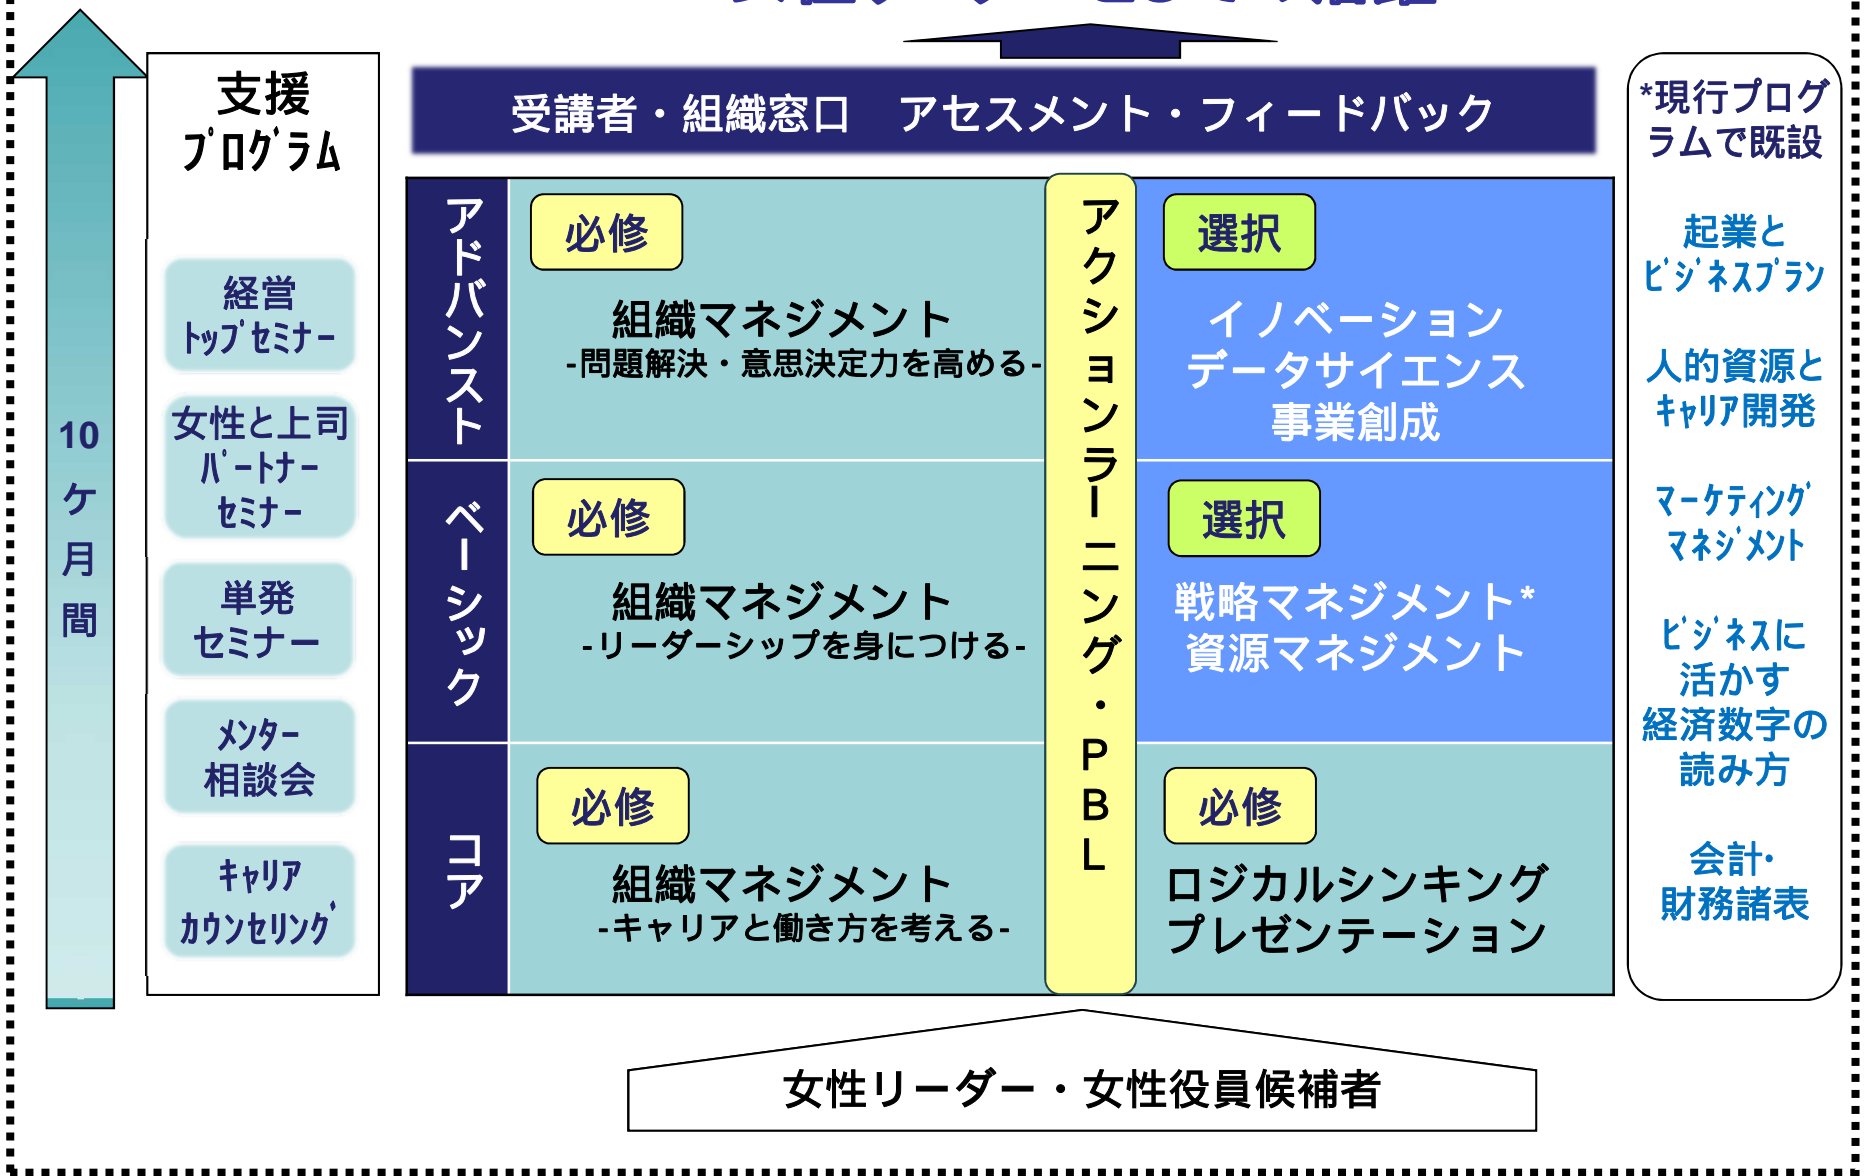 受講者・組織窓口 アセスメント・フィードバック
10
ケ
月
間
支援
プログラム
経営
トップセミナー
女性と上司
パートナー
セミナー
単発
セミナー
メンター
相談会
キャリア
カウンセリング
アドバンスト
必修
組織マネジメント
-問題解決・意思決定力を高める-
選択
イノベーション
データサイエンス
事業創成
ベーシック
必修
組織マネジメント
-リーダーシップを身につける-
選択
戦略マネジメント*
資源マネジメント
コア
必修
組織マネジメント
-キャリアと働き方を考える-
必修
ロジカルシンキング
プレゼンテーション
アクションラーニング・PBL
*現行プログ
ラムで既設
起業と
ビジネスプラン
人的資源と
キャリア開発
マーケティング
マネジメント
ビジネスに
活かす
経済数字の
読み方
会計・
財務諸表
女性リーダー・女性役員候補者